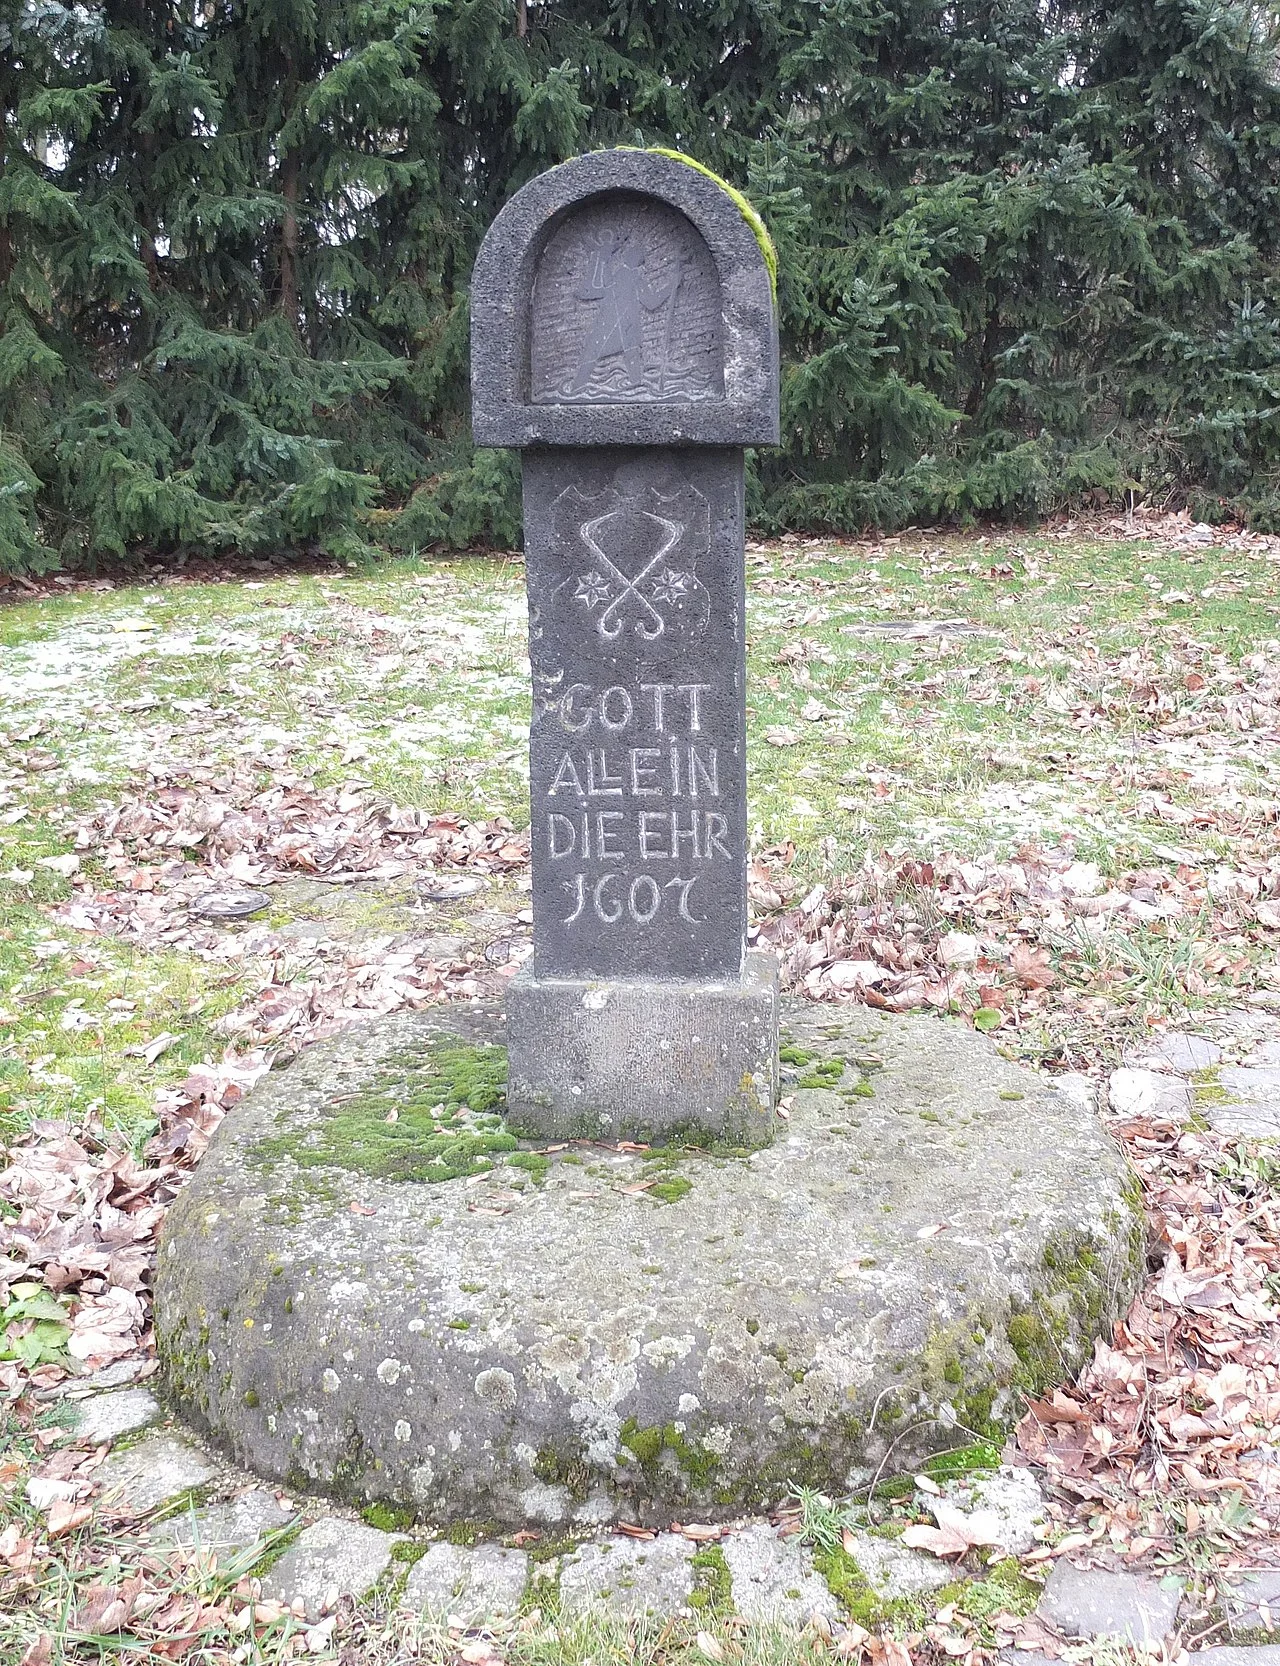 GOTT
ALLEIN
DIE EHR
1607